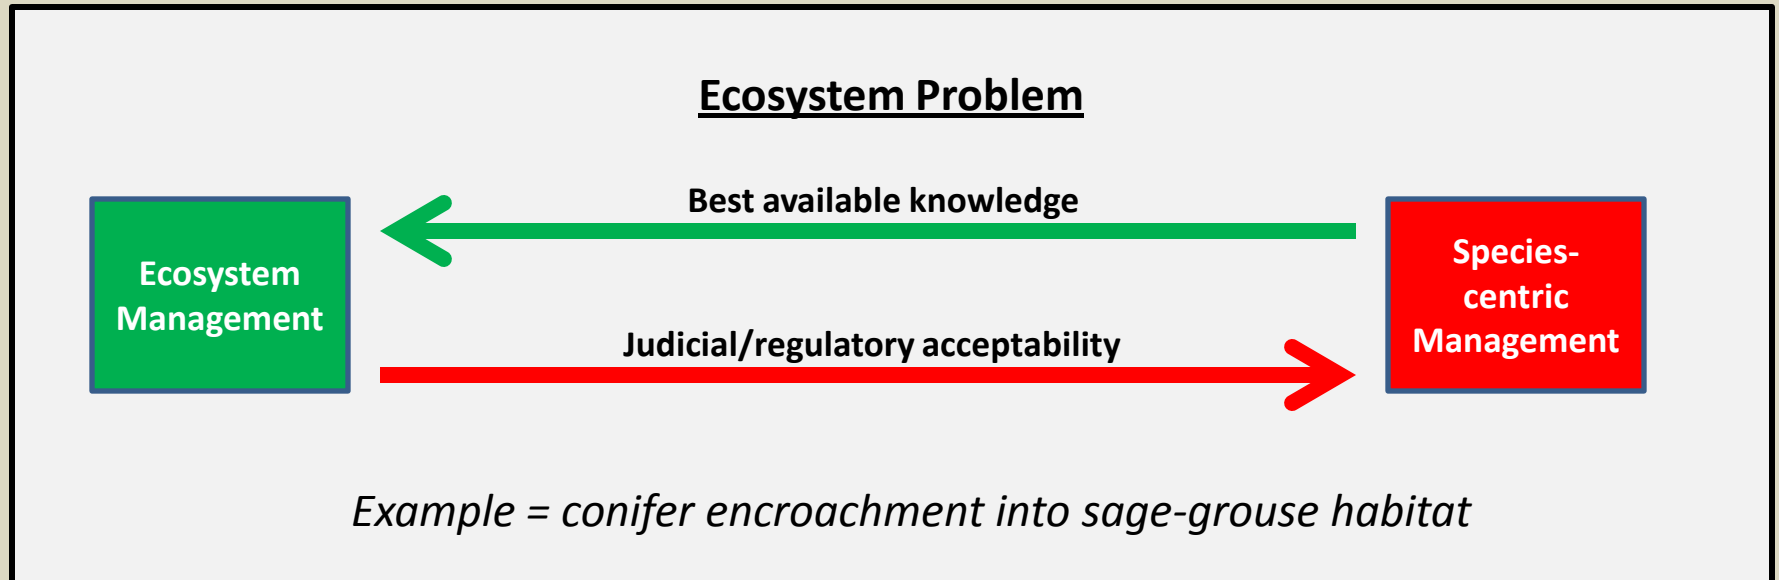 Ecosystem Problem
Best available knowledge
Ecosystem
Management
Species-
centric
Management
Judicial/regulatory acceptability
Example = conifer encroachment into sage-grouse habitat